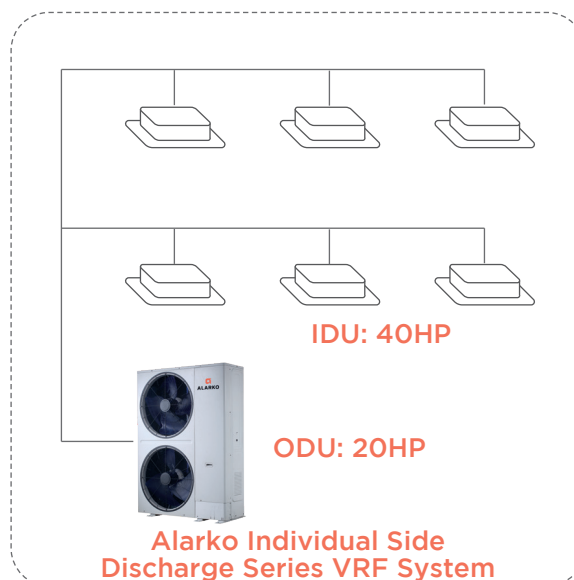 IDU: 40HP
ALARKO
ODU: 20HP
Alarko Individual Side
Discharge Series VRF System